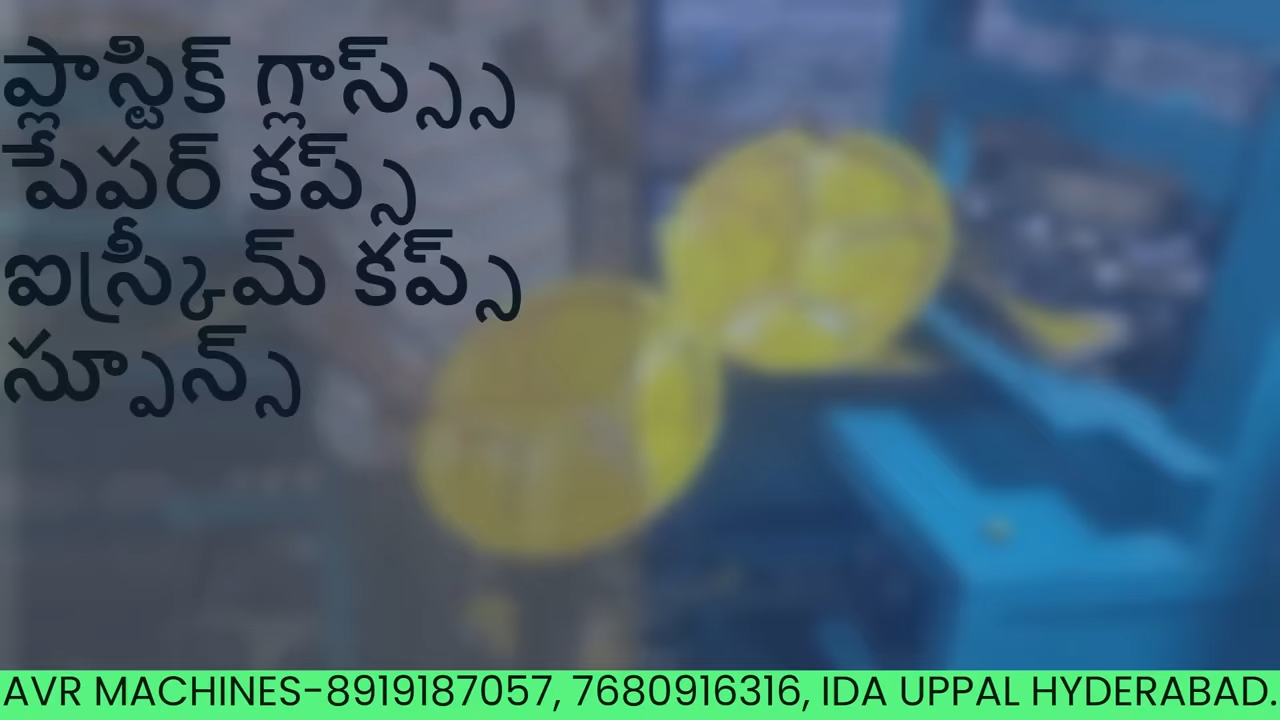 ప్లాస్టిక్ గ్లాస్స్స్
పేపర్ కప్స్
ఐస్క్రీమ్ కప్స్
స్పూన్స్
AVR MACHINES-8919187057, 7680916316, IDA UPPAL HYDERABAD.